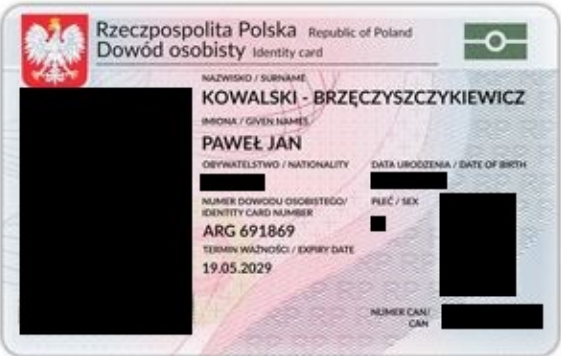 Rzeczpospolita Polska Republic of Poland
Dowód osobisty Identity card
NAZWISKO / SURNAME
KOWALSKI - BRZĘCZYSZCZYKIEWICZ
IMIONA / GIVEN NAMES
PAWEŁ JAN
OBYWATELSTWO / NATIONALITY DATA URODZENIA / DATE OF BIRTH
NUMER DOWODU OSOBISTEGO/ PŁEĆ / SEX
IDENTITY CARD NUMBER
ARG 691869
TERMIN WAŻNOŚCI / EXPIRY DATE
19.05.2029
NUMER CAN/
CAN